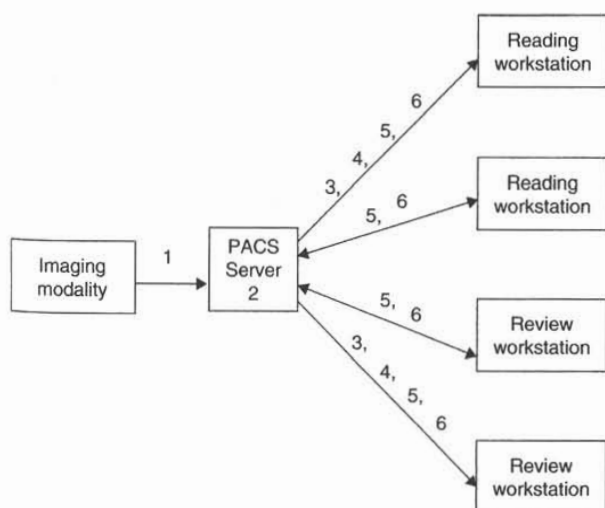 Reading
workstation
3, 4, 5, 6
Reading
workstation
5, 6
Imaging
modality
1
PACS
Server
2
5, 6
Review
workstation
3, 4, 5, 6
Review
workstation